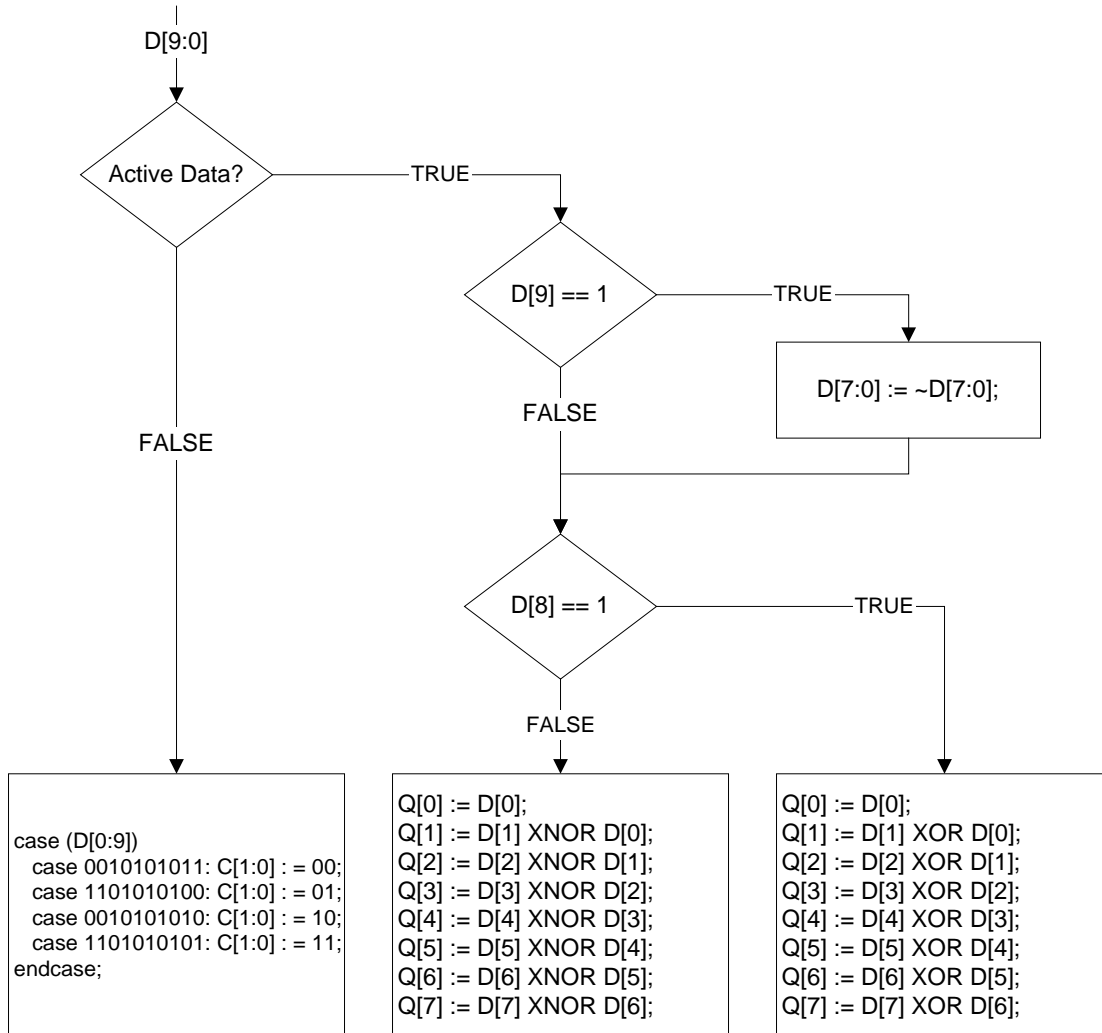 D[9:0]
Active Data?
TRUE
D[9] == 1
TRUE
D[7:0] := ~D[7:0];
FALSE
FALSE
D[8] == 1
TRUE
FALSE
case (D[0:9])
case 0010101011: C[1:0] : = 00;
case 1101010100: C[1:0] : = 01;
case 0010101010: C[1:0] : = 10;
case 1101010101: C[1:0] : = 11;
endcase;
Q[0] := D[0];
Q[1] := D[1] XNOR D[0];
Q[2] := D[2] XNOR D[1];
Q[3] := D[3] XNOR D[2];
Q[4] := D[4] XNOR D[3];
Q[5] := D[5] XNOR D[4];
Q[6] := D[6] XNOR D[5];
Q[7] := D[7] XNOR D[6];
Q[0] := D[0];
Q[1] := D[1] XOR D[0];
Q[2] := D[2] XOR D[1];
Q[3] := D[3] XOR D[2];
Q[4] := D[4] XOR D[3];
Q[5] := D[5] XOR D[4];
Q[6] := D[6] XOR D[5];
Q[7] := D[7] XOR D[6];